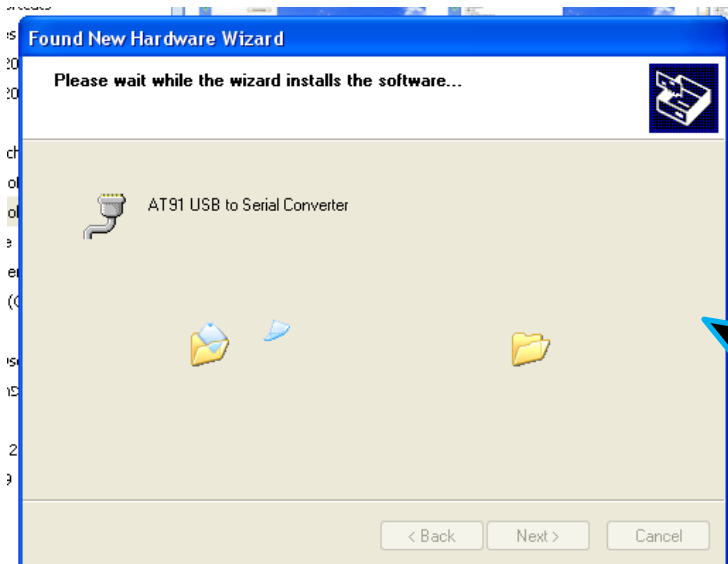 Found New Hardware Wizard
Please wait while the wizard installs the software...
AT91 USB to Serial Converter
< Back
Next >
Cancel